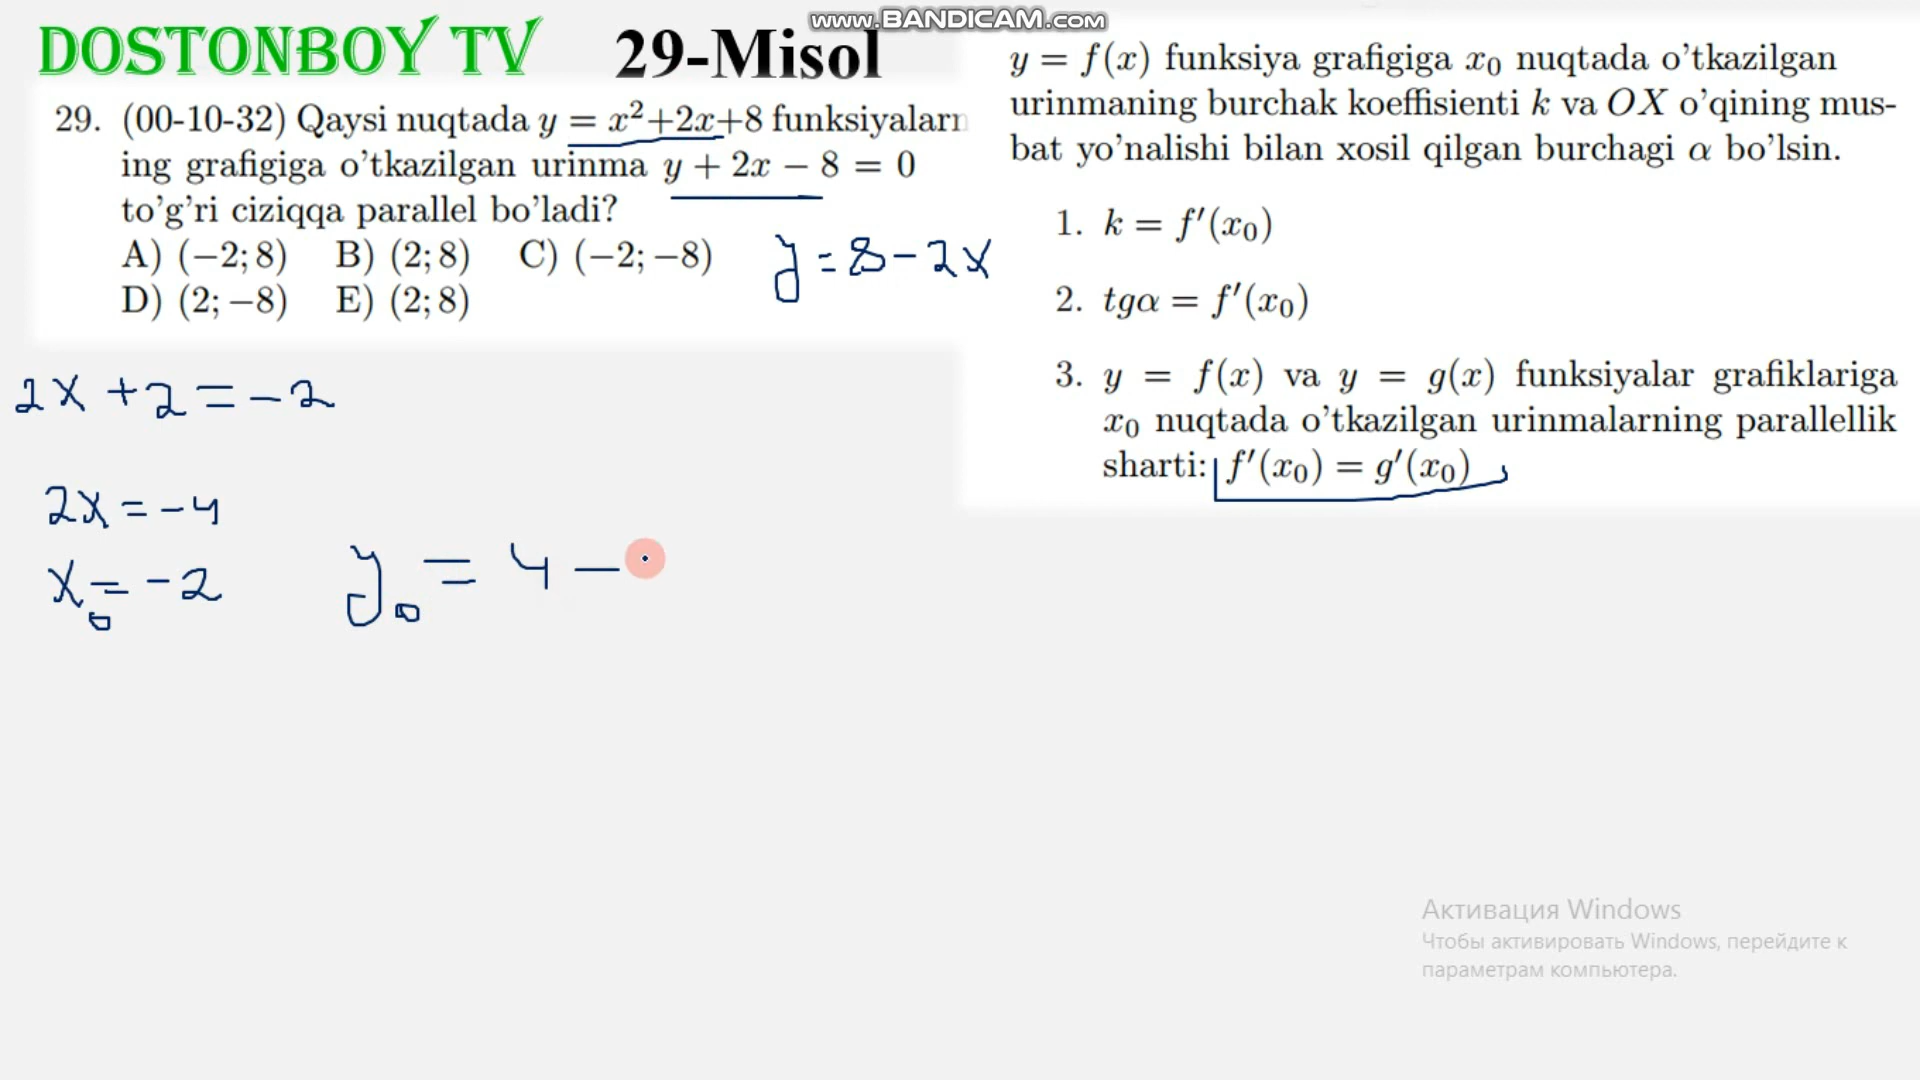 www.BANDICAM.com
DOSTONBOY TV
29-Misol
29. (00-10-32) Qaysi nuqtada y = x²+2x+8 funksiyalarn
ing grafigiga o’tkazilgan urinma y + 2x − 8 = 0
to’g’ri ciziqqa parallel bo’ladi?
A) (−2; 8) B) (2; 8) C) (−2; −8)
D) (2; −8) E) (2; 8)
y = 8 − 2x
2x + 2 = −2
2x = −4
x₀ = −2
y₀ = 4 −
y = f(x) funksiya grafigiga x₀ nuqtada o’tkazilgan
urinmaning burchak koeffisienti k va OX o’qining mus-
bat yo’nalishi bilan xosil qilgan burchagi α bo’lsin.
1. k = f′(x₀)
2. tgα = f′(x₀)
3. y = f(x) va y = g(x) funksiyalar grafiklariga
x₀ nuqtada o’tkazilgan urinmalarning parallellik
sharti: f′(x₀) = g′(x₀)
Активация Windows
Чтобы активировать Windows, перейдите к
параметрам компьютера.